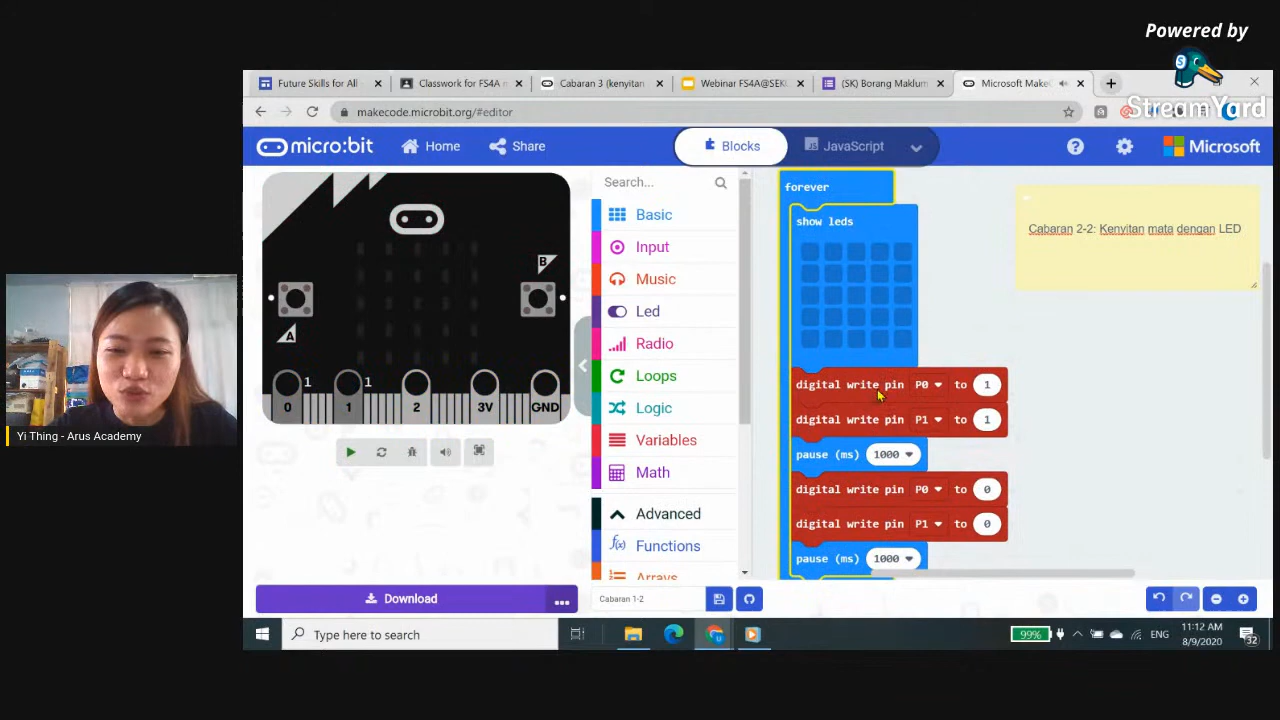 Powered by
StreamYard
Future Skills for All
Classwork for FS4A
Cabaran 3 (kenyitan
Webinar FS4A@SEK
(SK) Borang Maklum
Microsoft Make
makecode.microbit.org/#editor
micro:bit
Home
Share
Blocks
JavaScript
Microsoft
Search...
Basic
Input
Music
Led
Radio
Loops
Logic
Variables
Math
Advanced
Functions
Arrays
A
B
1
1
0
1
2
3V
GND
forever
show leds
digital write pin P0 to 1
digital write pin P1 to 1
pause (ms) 1000
digital write pin P0 to 0
digital write pin P1 to 0
pause (ms) 1000
Cabaran 2-2: Kenyitan mata dengan LED
Yi Thing - Arus Academy
Download
Cabaran 1-2
Type here to search
99%
ENG
11:12 AM
8/9/2020
32